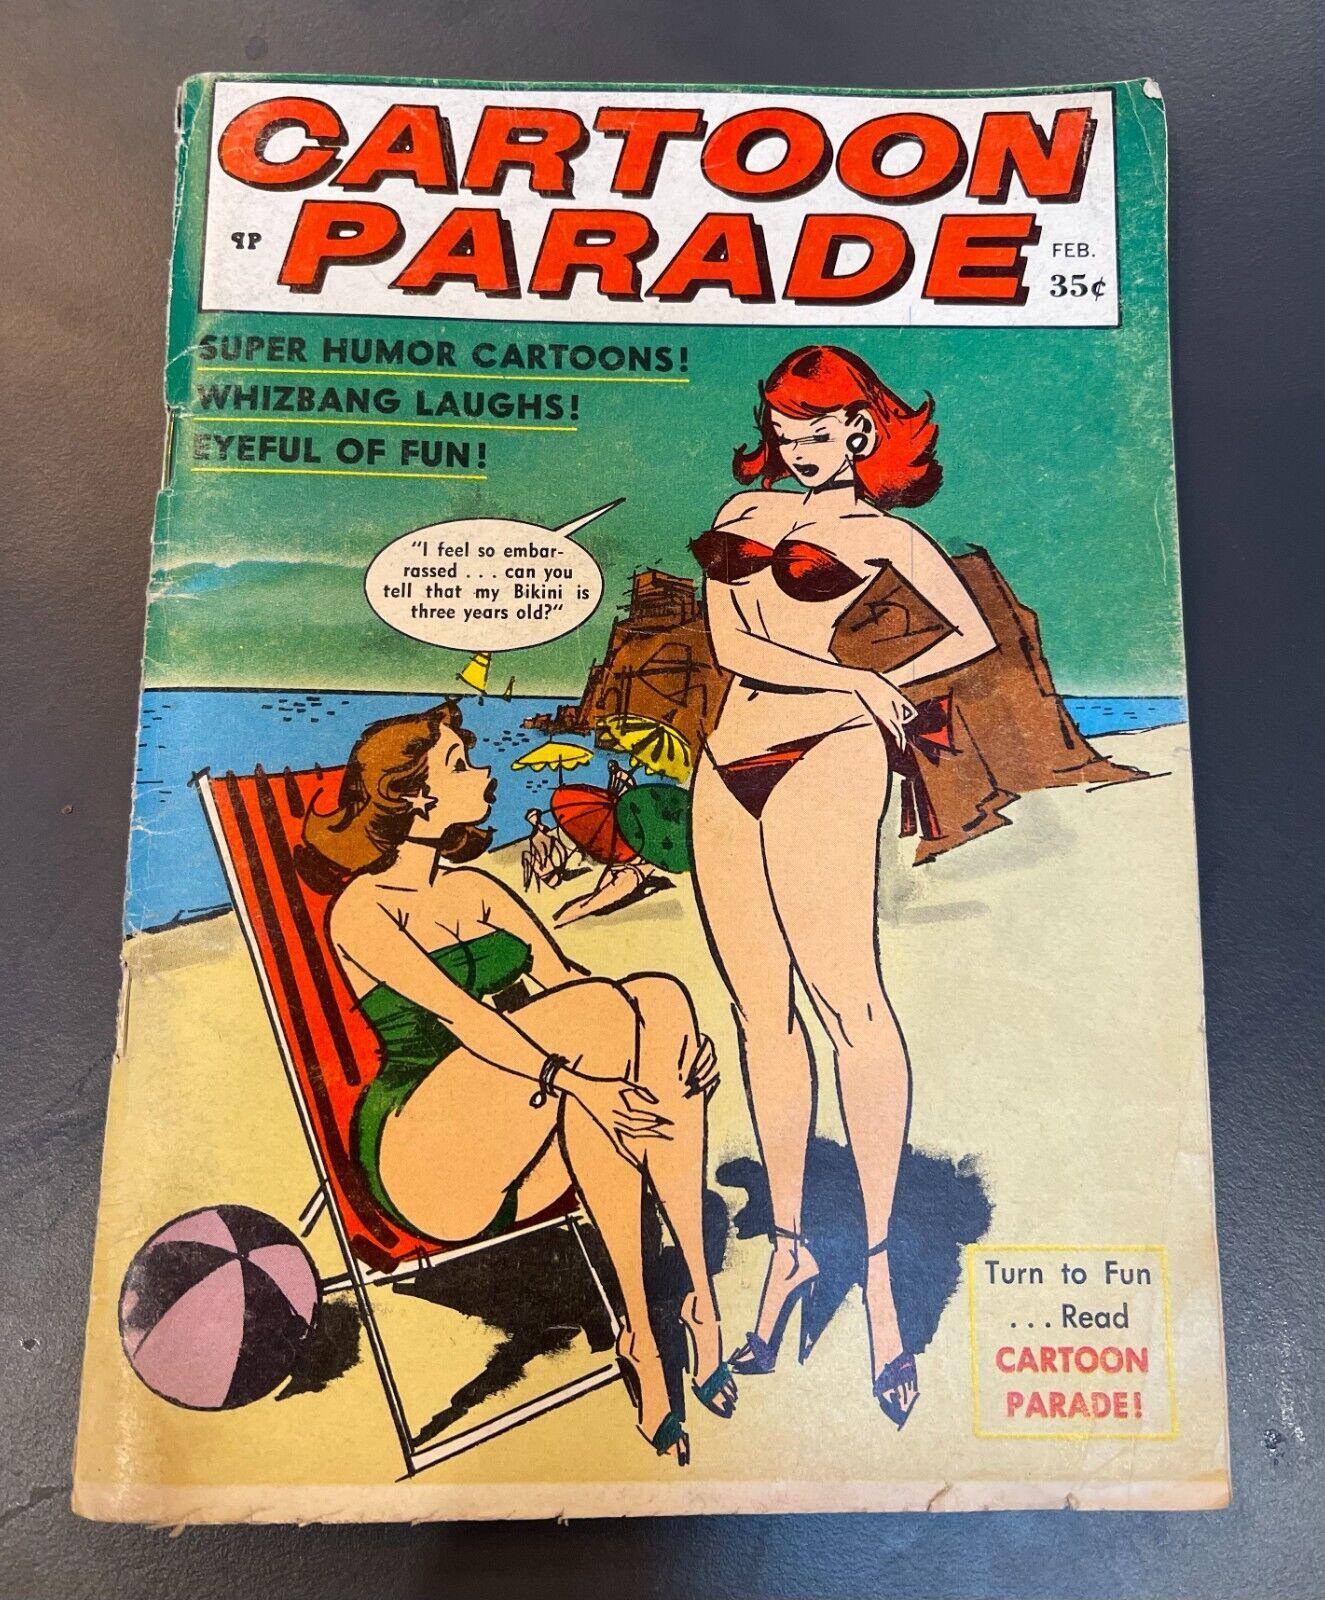 CARTOON
PARADE
ꟼP
FEB.
35¢
SUPER HUMOR CARTOONS!
WHIZBANG LAUGHS!
EYEFUL OF FUN!
"I feel so embar-
rassed . . . can you
tell that my Bikini is
three years old?"
Turn to Fun
. . . Read
CARTOON
PARADE!